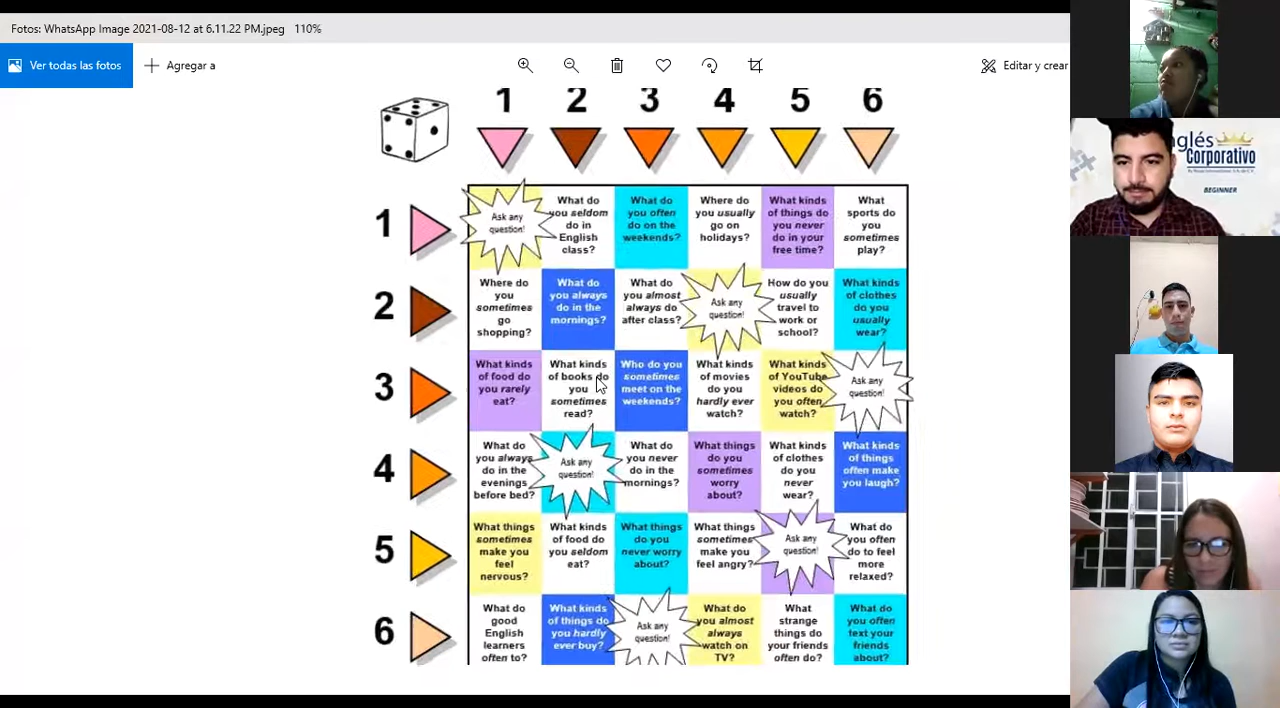 Fotos: WhatsApp Image 2021-08-12 at 6.11.22 PM.jpeg 110%
Ver todas las fotos
Agregar a
Editar y crear
1 2 3 4 5 6
1
Ask any
question!
What do
you seldom
do in
English
class?
What do
you often
do on the
weekends?
Where do
you usually
go on
holidays?
What kinds
of things do
you never
do in your
free time?
What
sports do
you
sometimes
play?
2
Where do
you
sometimes
go
shopping?
What do
you always
do in the
mornings?
What do
you almost
always do
after class?
Ask any
question!
How do you
usually
travel to
work or
school?
What kinds
of clothes
do you
usually
wear?
3
What kinds
of food do
you rarely
eat?
What kinds
of books do
you
sometimes
read?
Who do you
sometimes
meet on the
weekends?
What kinds
of movies
do you
hardly ever
watch?
What kinds
of YouTube
videos do
you often
watch?
Ask any
question!
4
What do
you always
do in the
evenings
before bed?
Ask any
question!
What do
you never
do in the
mornings?
What things
do you
sometimes
worry
about?
What kinds
of clothes
do you
never
wear?
What kinds
of things
often make
you laugh?
5
What things
sometimes
make you
feel
nervous?
What kinds
of food do
you seldom
eat?
What things
do you
never worry
about?
What things
sometimes
make you
feel angry?
Ask any
question!
What do
you often
do to feel
more
relaxed?
6
What do
good
English
learners
often to?
What kinds
of things do
you hardly
ever buy?
Ask any
question!
What do
you almost
always
watch on
TV?
What
strange
things do
your friends
often do?
What do
you often
text your
friends
about?
nglés
Corporativo
BEGINNER